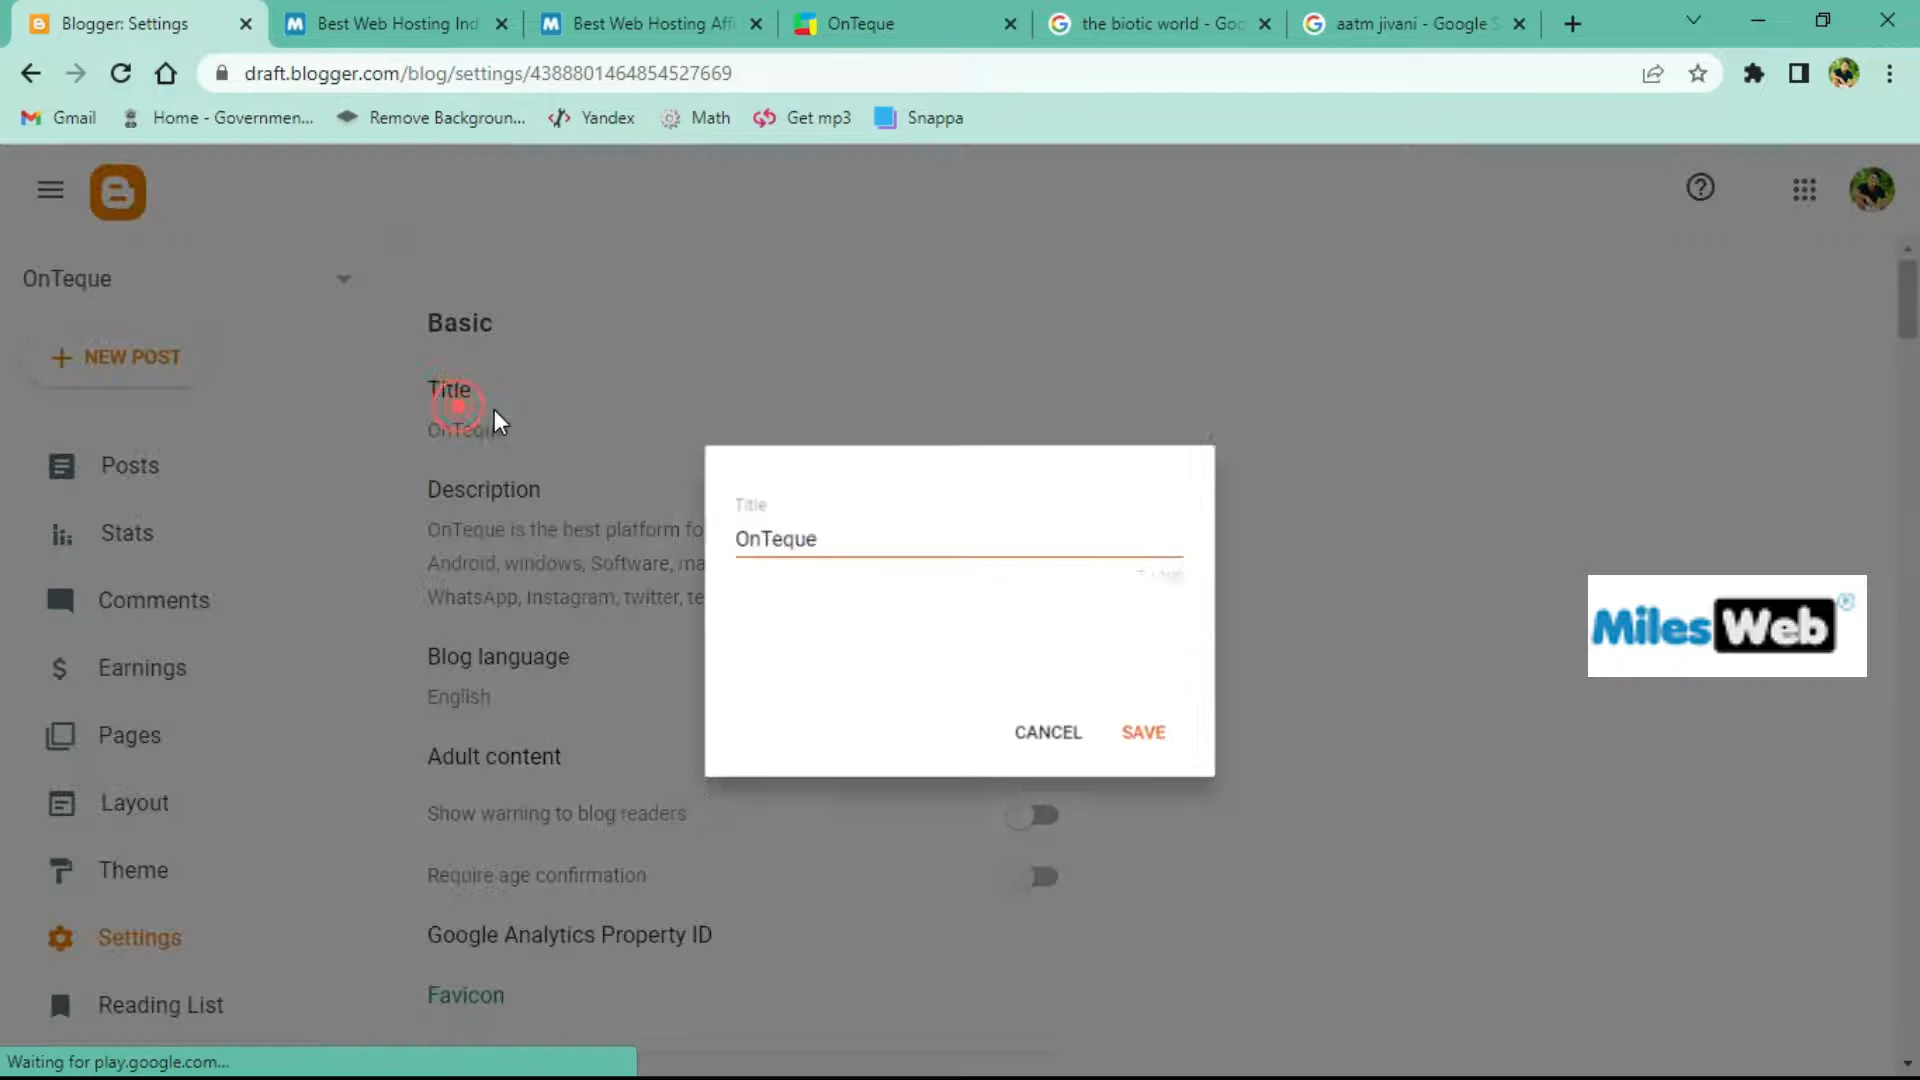 Blogger: Settings
Best Web Hosting Ind
Best Web Hosting Affi
OnTeque
the biotic world - Goo
aatm jivani - Google S
draft.blogger.com/blog/settings/4388801464854527669
Gmail
Home - Governmen...
Remove Backgroun...
Yandex
Math
Get mp3
Snappa
OnTeque
NEW POST
Posts
Stats
Comments
Earnings
Pages
Layout
Theme
Settings
Reading List
Basic
Title
OnTeque
Description
OnTeque is the best platform fo
Android, windows, Software, ma
WhatsApp, Instagram, twitter, te
Blog language
English
Adult content
Show warning to blog readers
Require age confirmation
Google Analytics Property ID
Favicon
Title
OnTeque
CANCEL
SAVE
MilesWeb®
Waiting for play.google.com...